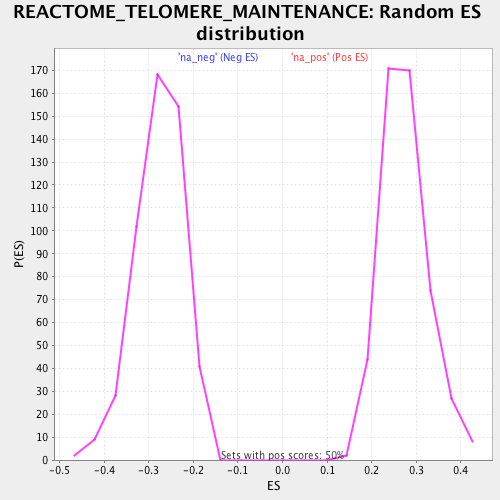 REACTOME_TELOMERE_MAINTENANCE: Random ES
distribution
'na_neg' (Neg ES) 'na_pos' (Pos ES)
170
160
150
140
130
120
110
100
90
80
70
60
50
40
30
20
10
0
P(ES)
Sets with pos scores: 50%
-0.5 -0.4 -0.3 -0.2 -0.1 0.0 0.1 0.2 0.3 0.4
ES